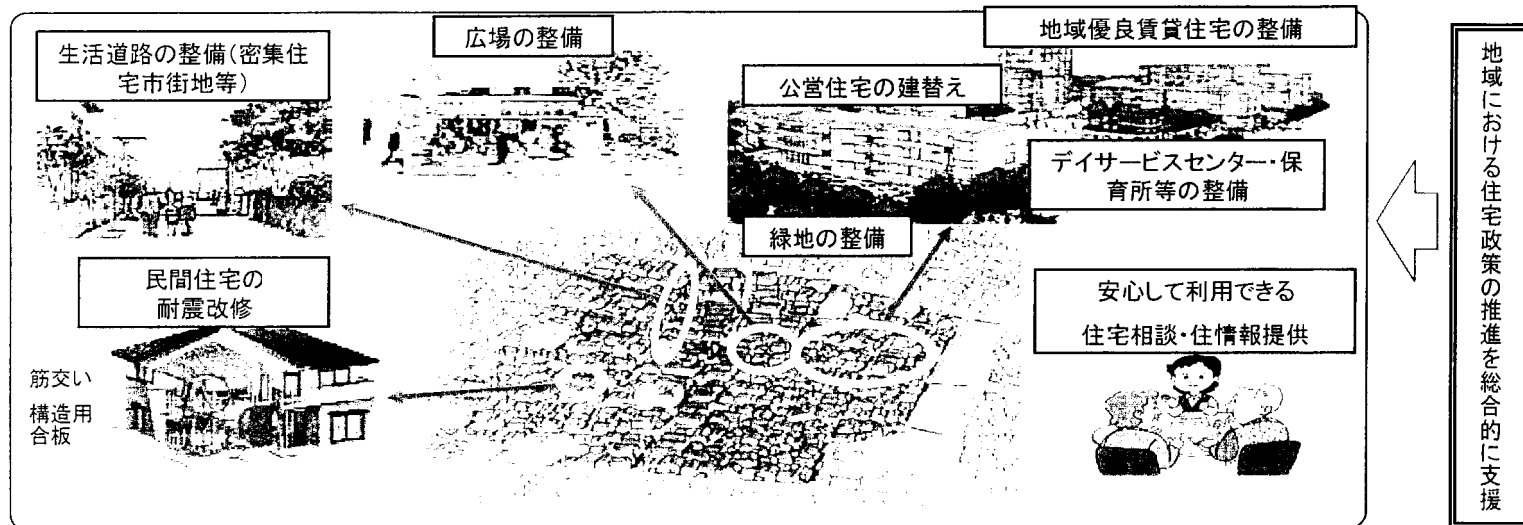 生活道路の整備(密集住
宅市街地等)
広場の整備
地域優良賃貸住宅の整備
公営住宅の建替え
デイサービスセンター・保
育所等の整備
緑地の整備
民間住宅の
耐震改修
筋交い
構造用
合板
安心して利用できる
住宅相談・住情報提供
地域における住宅政策の推進を総合的に支援